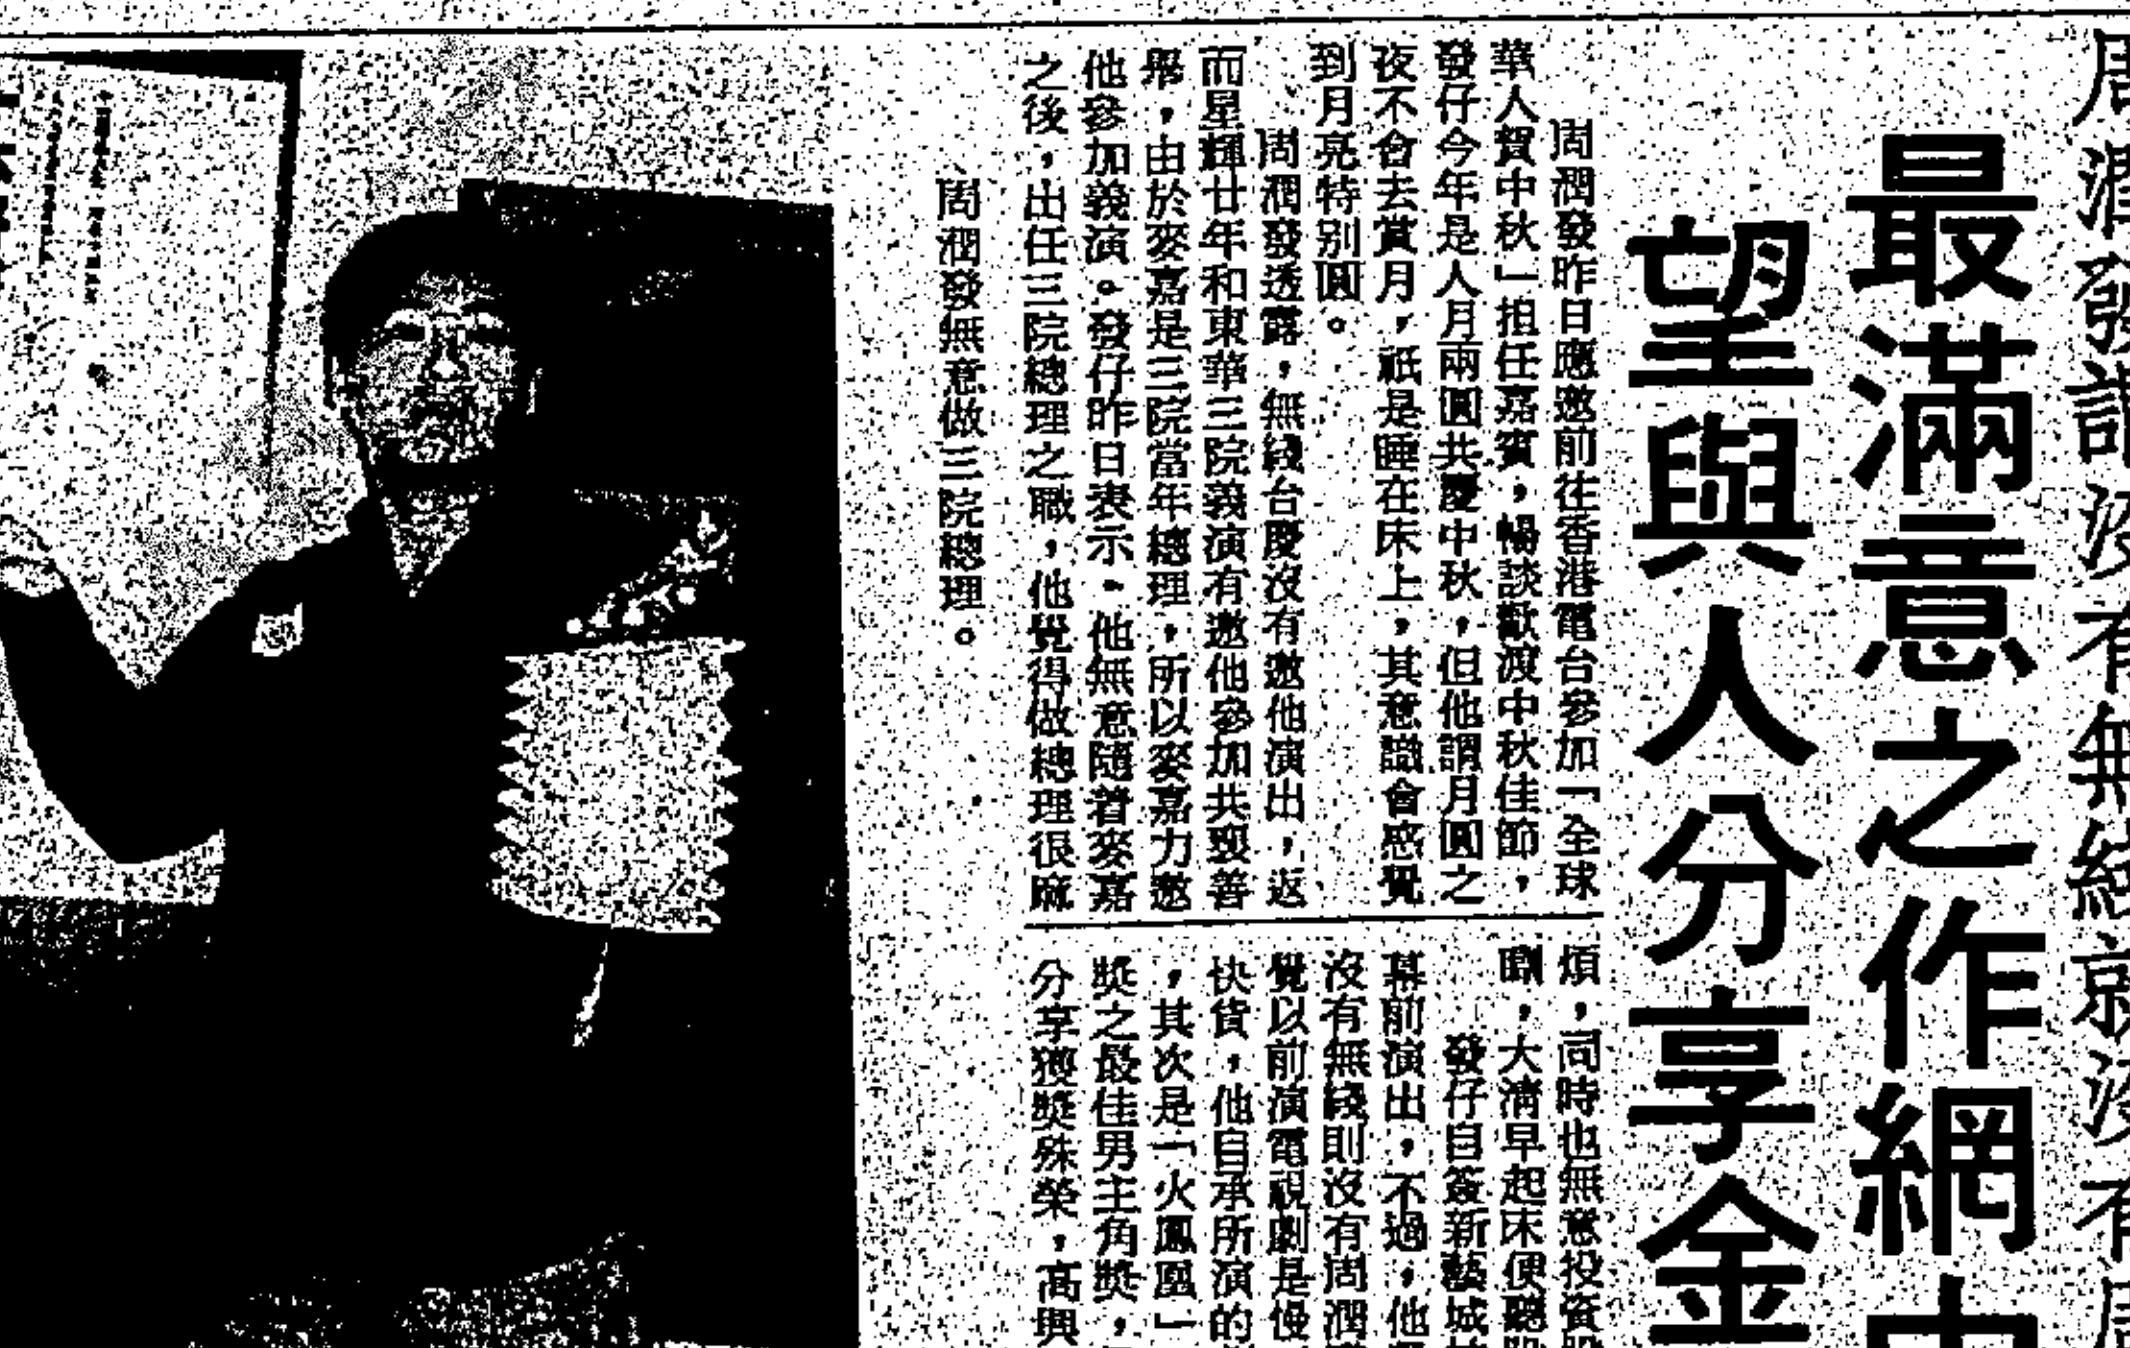 周潤發謂沒有無綫就沒有周
最滿意之作網中
望與人分享金
周潤發昨日應邀前往香港電台參加「全球
華人賀中秋」担任嘉賓，暢談歡渡中秋佳節，
發仔今年是人月兩圓共慶中秋，但他謂月圓之
夜不會去賞月，祇是睡在床上，其意識會感覺
到月亮特別圓。
周潤發透露，無綫台慶沒有邀他演出，返
而星輝廿年和東華三院義演有邀他參加共襄善
舉，由於麥嘉是三院當年總理，所以麥嘉力邀
他參加義演。發仔昨日表示，他無意隨着麥嘉
之後，出任三院總理之職，他覺得做總理很麻
煩，同時也無意投資股
，大清早起床便聽股
發仔自簽新藝城
幕前演出，不過，他
沒有無綫則沒有周潤
覺以前演電視劇是慢
快貨，他自承所演的
，其次是「火鳳凰」
獎之最佳男主角獎，
分享獲獎殊榮，高興
周潤發無意做三院總理。